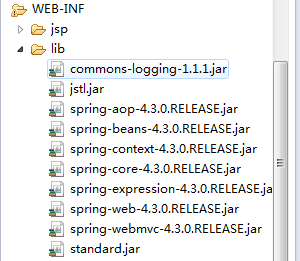 WEB-INF
jsp
lib
commons-logging-1.1.1.jar
jstl.jar
spring-aop-4.3.0.RELEASE.jar
spring-beans-4.3.0.RELEASE.jar
spring-context-4.3.0.RELEASE.jar
spring-core-4.3.0.RELEASE.jar
spring-expression-4.3.0.RELEASE.ja
spring-web-4.3.0.RELEASE.jar
spring-webmvc-4.3.0.RELEASE.jar
standard.jar